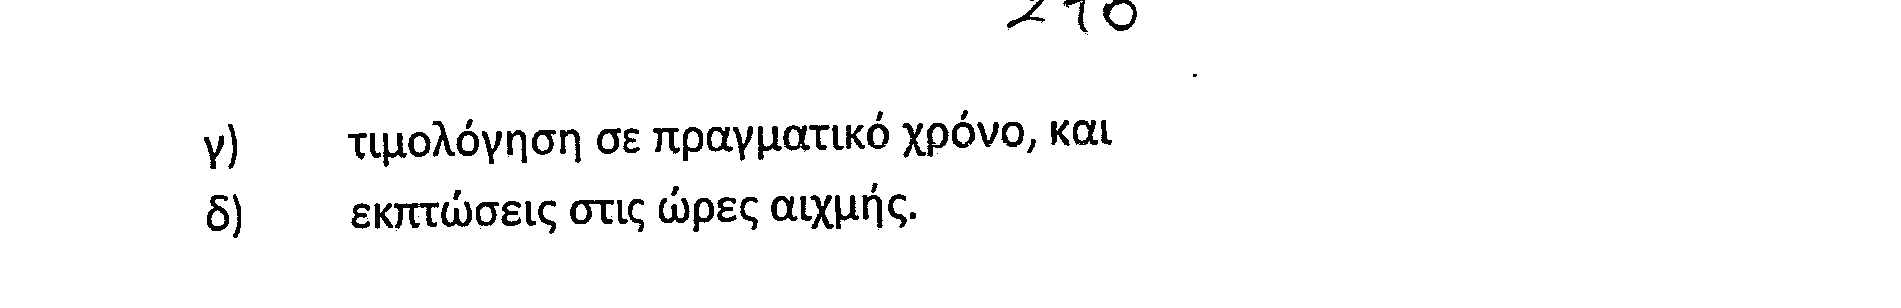 γ) τιμολόγηση σε πραγματικό χρόνο, και
δ) εκπτώσεις στις ώρες αιχμής.